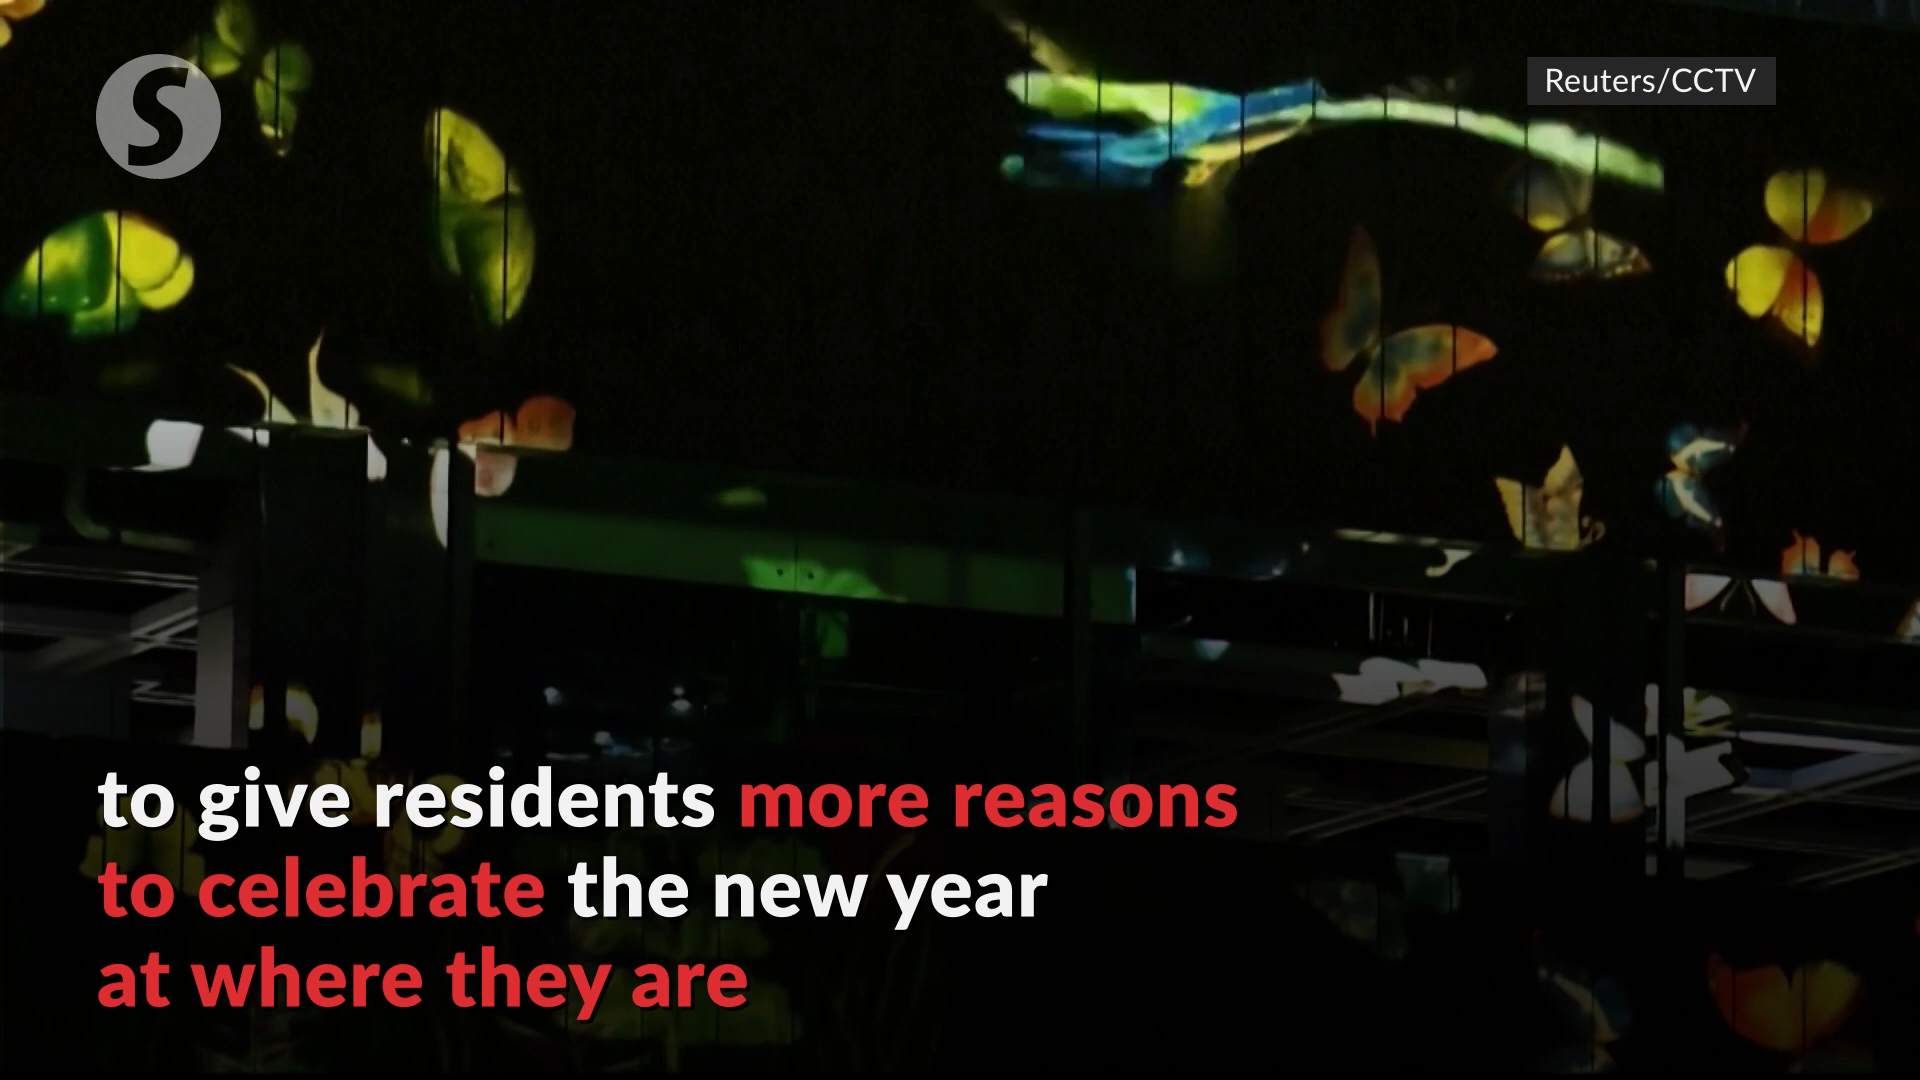 S
Reuters/CCTV
to give residents more reasons
to celebrate the new year
at where they are